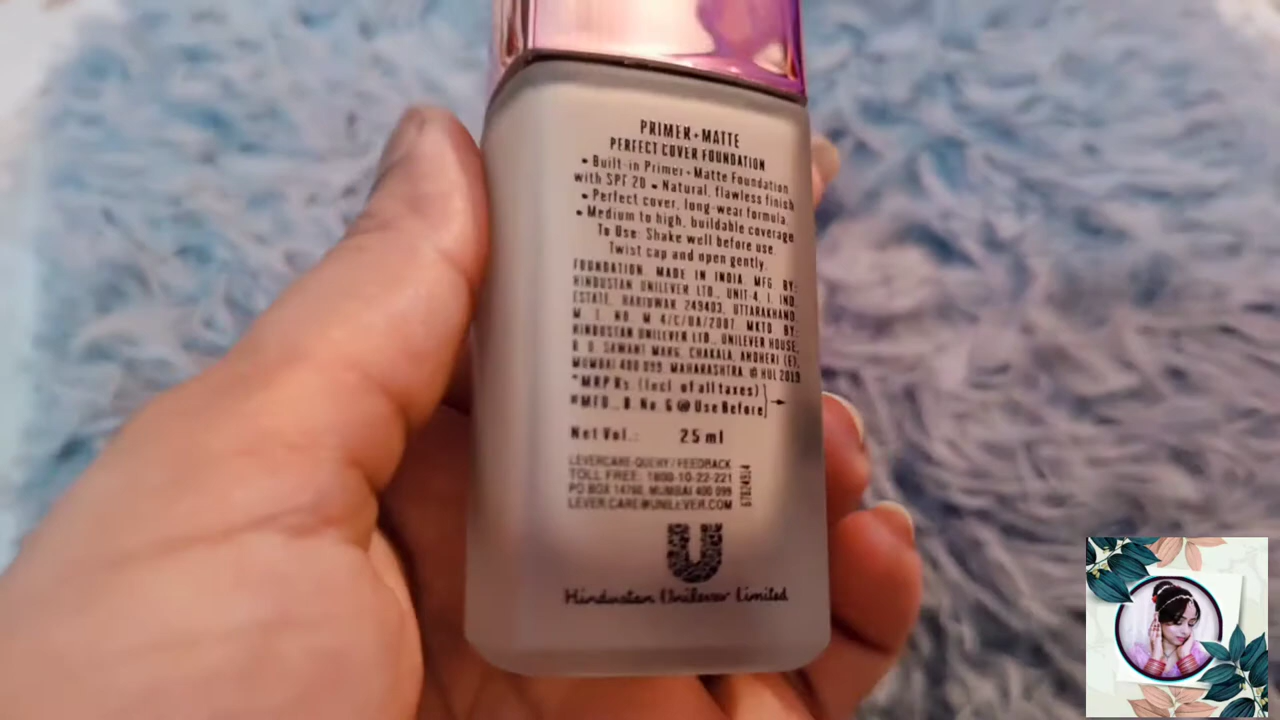 PRIMER+MATTE
PERFECT COVER FOUNDATION
• Built-in Primer+Matte Foundation
with SPF 20 • Natural, flawless finish
• Perfect cover, long-wear formula.
• Medium to high, buildable coverage
To Use: Shake well before use.
Twist cap and open gently.
FOUNDATION. MADE IN INDIA. MFG. BY:
HINDUSTAN UNILEVER LTD., UNIT-4, I. IND.
ESTATE, HARIDWAR 249403, UTTARAKHAND.
M. L. NO. M 4/C/UA/2007. MKTD BY:
HINDUSTAN UNILEVER LTD., UNILEVER HOUSE,
B. D. SAWANT MARG, CHAKALA, ANDHERI (E),
MUMBAI 400 099. MAHARASHTRA. @ HUL 2019
*MRP Rs. (Incl. of all taxes)
#MFD., B. No. & @ Use Before
Net Vol.: 25 ml
LEVERCARE-QUERY/FEEDBACK
TOLL FREE: 1800-10-22-221
PO BOX 14760, MUMBAI 400 099
LEVER.CARE@UNILEVER.COM
Hindustan Unilever Limited